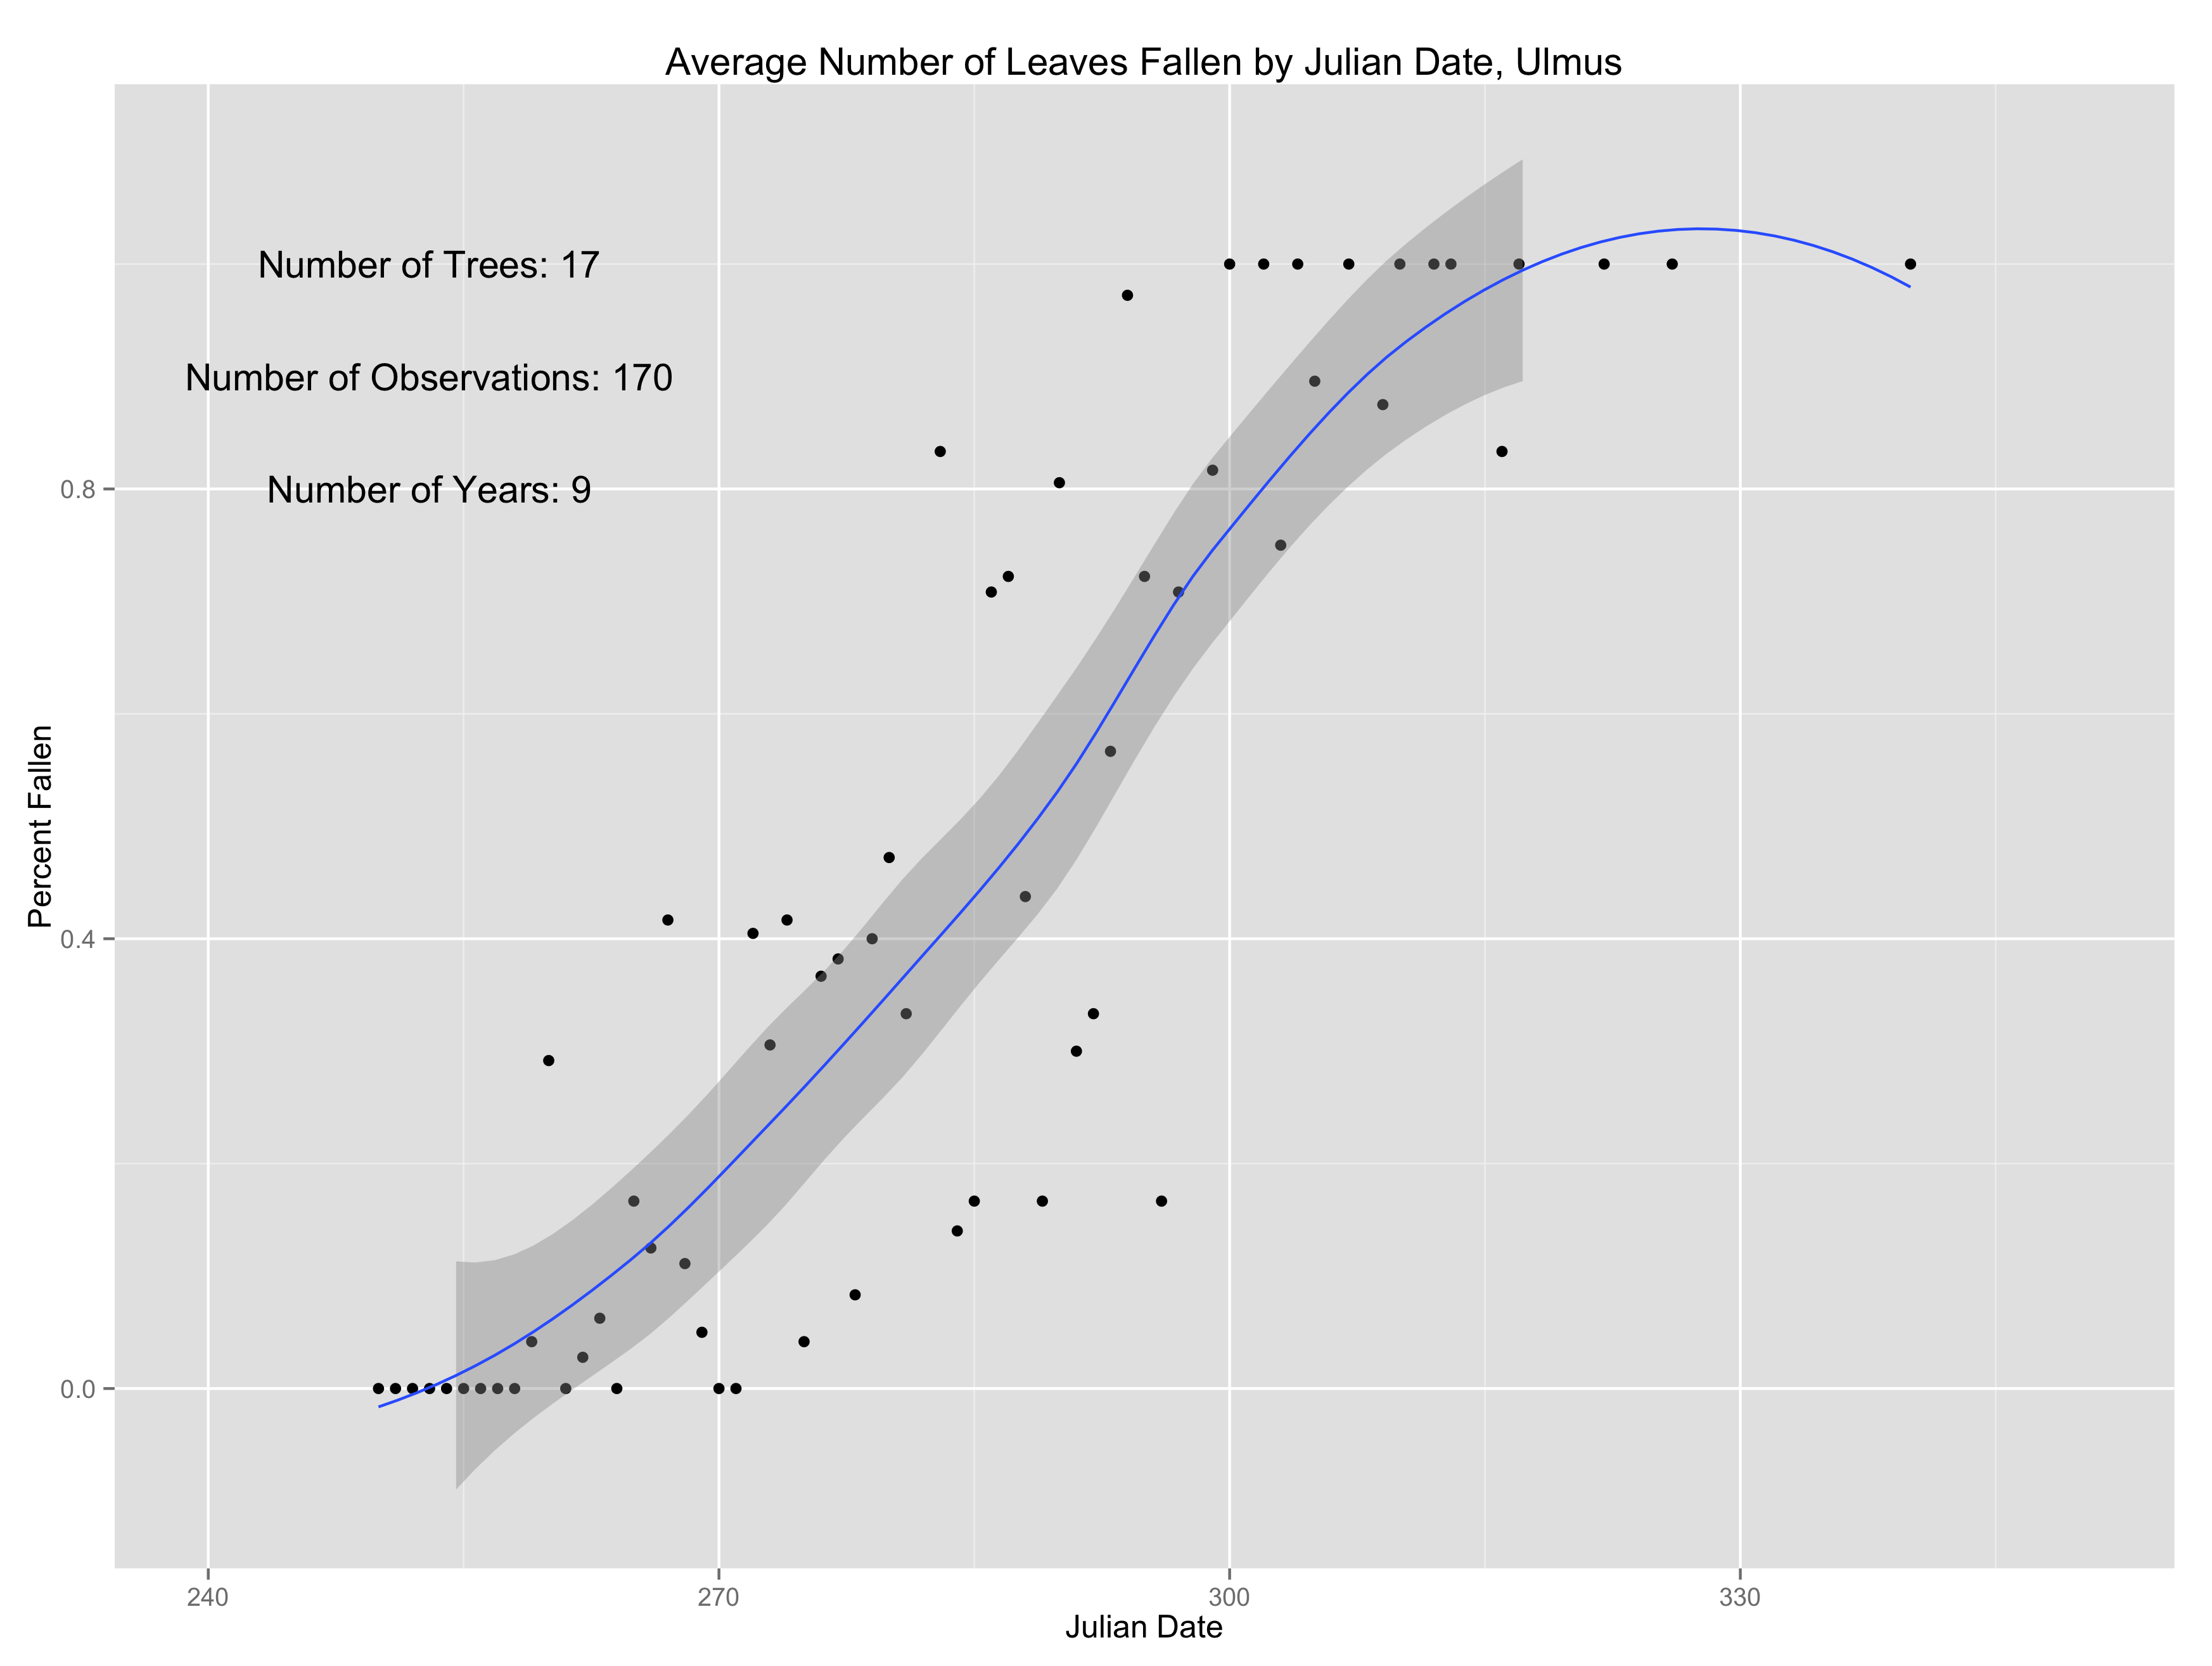 Average Number of Leaves Fallen by Julian Date, Ulmus
Number of Trees: 17
Number of Observations: 170
Number of Years: 9
0.8
0.4
0.0
Percent Fallen
240 270 300 330
Julian Date